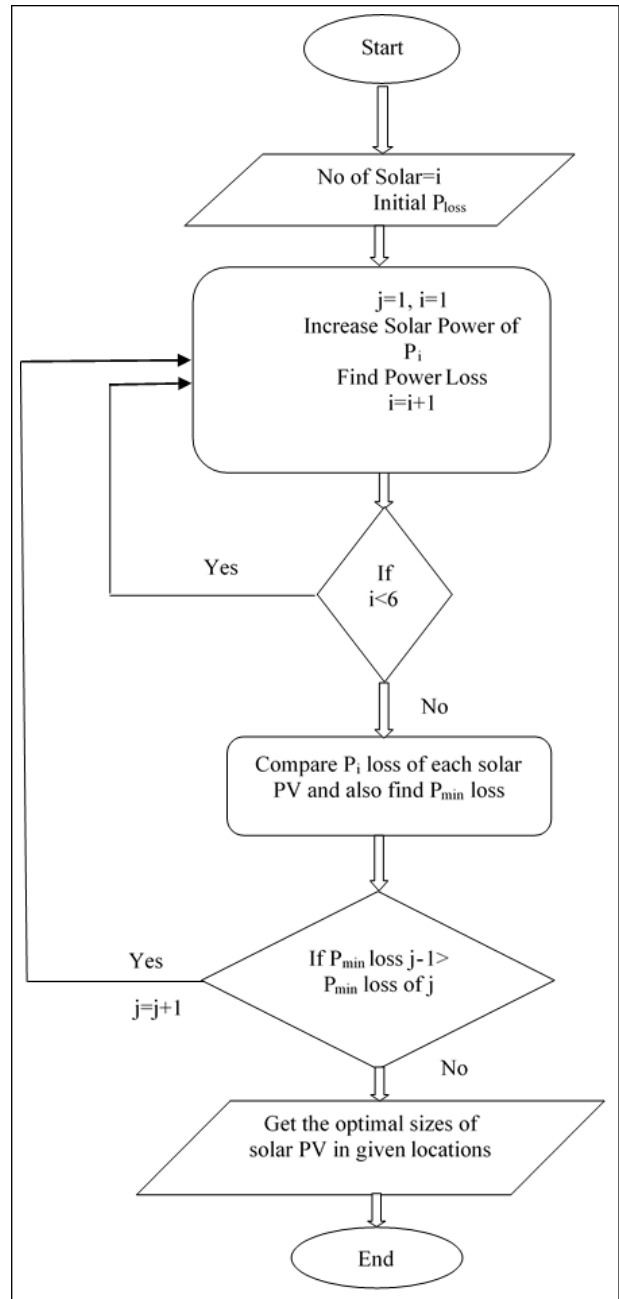 Start
No of Solar=i
Initial Ploss
j=1, i=1
Increase Solar Power of
Pi
Find Power Loss
i=i+1
Yes
If
i<6
No
Compare Pi loss of each solar
PV and also find Pmin loss
Yes
j=j+1
If Pmin loss j-1>
Pmin loss of j
No
Get the optimal sizes of
solar PV in given locations
End